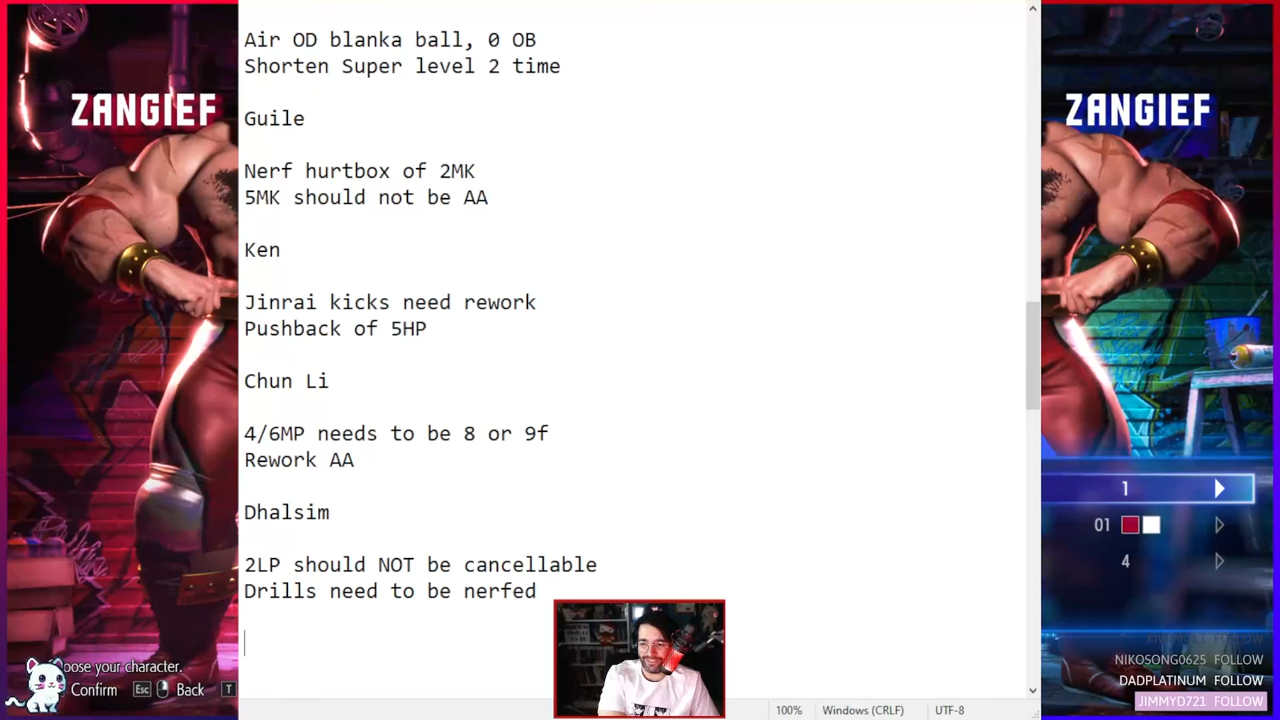 Air OD blanka ball, 0 OB
Shorten Super level 2 time
ZANGIEF
ZANGIEF
Guile
Nerf hurtbox of 2MK
5MK should not be AA
Ken
Jinrai kicks need rework
Pushback of 5HP
Chun Li
4/6MP needs to be 8 or 9f
Rework AA
1
01
4
Dhalsim
2LP should NOT be cancellable
Drills need to be nerfed
oose your character.
Confirm Esc Back T
NIKOSONG0625 FOLLOW
DADPLATINUM FOLLOW
JIMMYD721 FOLLOW
100% Windows (CRLF) UTF-8